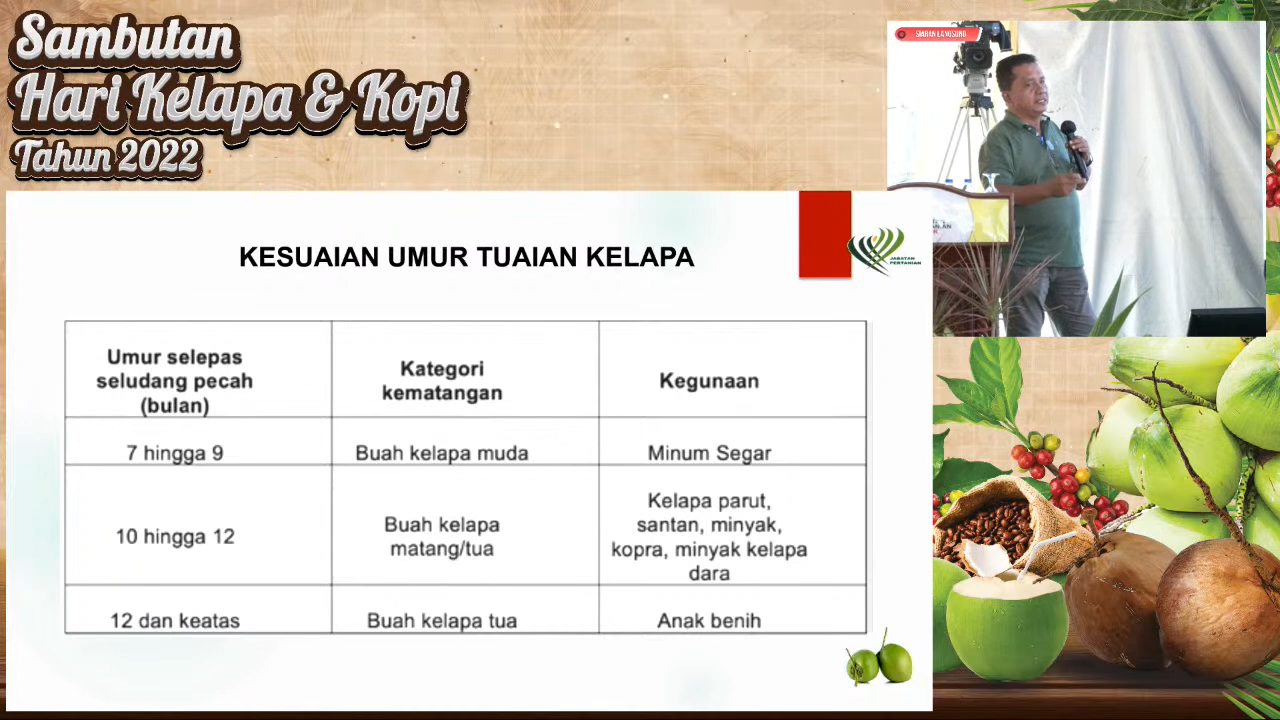 Sambutan
Hari Kelapa & Kopi
Tahun 2022
SIARAN LANGSUNG
KESUAIAN UMUR TUAIAN KELAPA
JABATAN
PERTANIAN
Umur selepas
seludang pecah
(bulan)
Kategori
kematangan
Kegunaan
7 hingga 9
Buah kelapa muda
Minum Segar
10 hingga 12
Buah kelapa
matang/tua
Kelapa parut,
santan, minyak,
kopra, minyak kelapa
dara
12 dan keatas
Buah kelapa tua
Anak benih